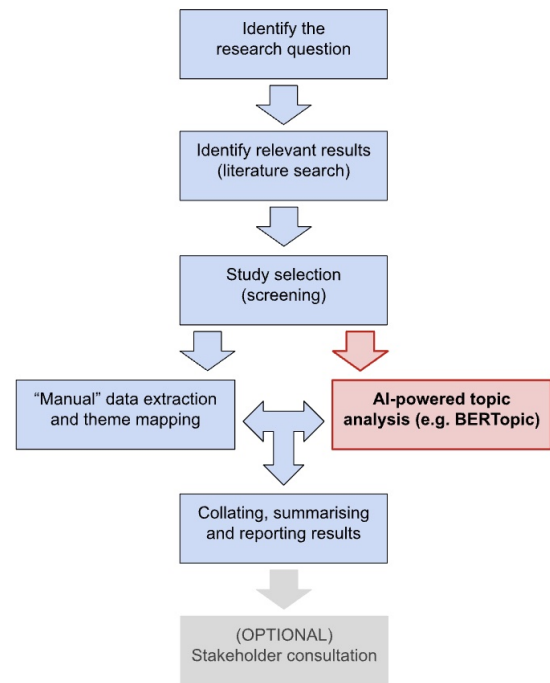 Identify the
research question
Identify relevant results
(literature search)
Study selection
(screening)
“Manual” data extraction
and theme mapping
AI-powered topic
analysis (e.g. BERTopic)
Collating, summarising
and reporting results
(OPTIONAL)
Stakeholder consultation